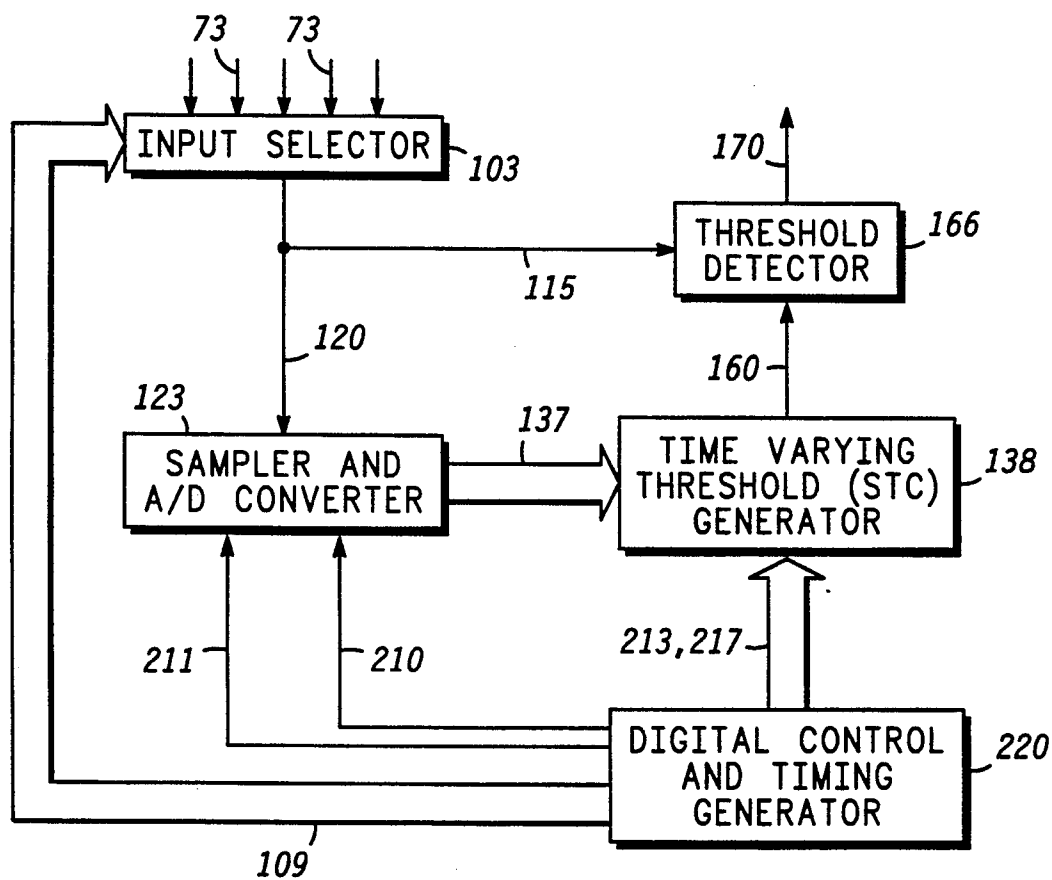 73 73
INPUT SELECTOR
103
170
THRESHOLD
DETECTOR
166
115
120
160
123
SAMPLER AND
A/D CONVERTER
137
TIME VARYING
THRESHOLD (STC)
GENERATOR
138
211
210
213,217
DIGITAL CONTROL
AND TIMING
GENERATOR
220
109